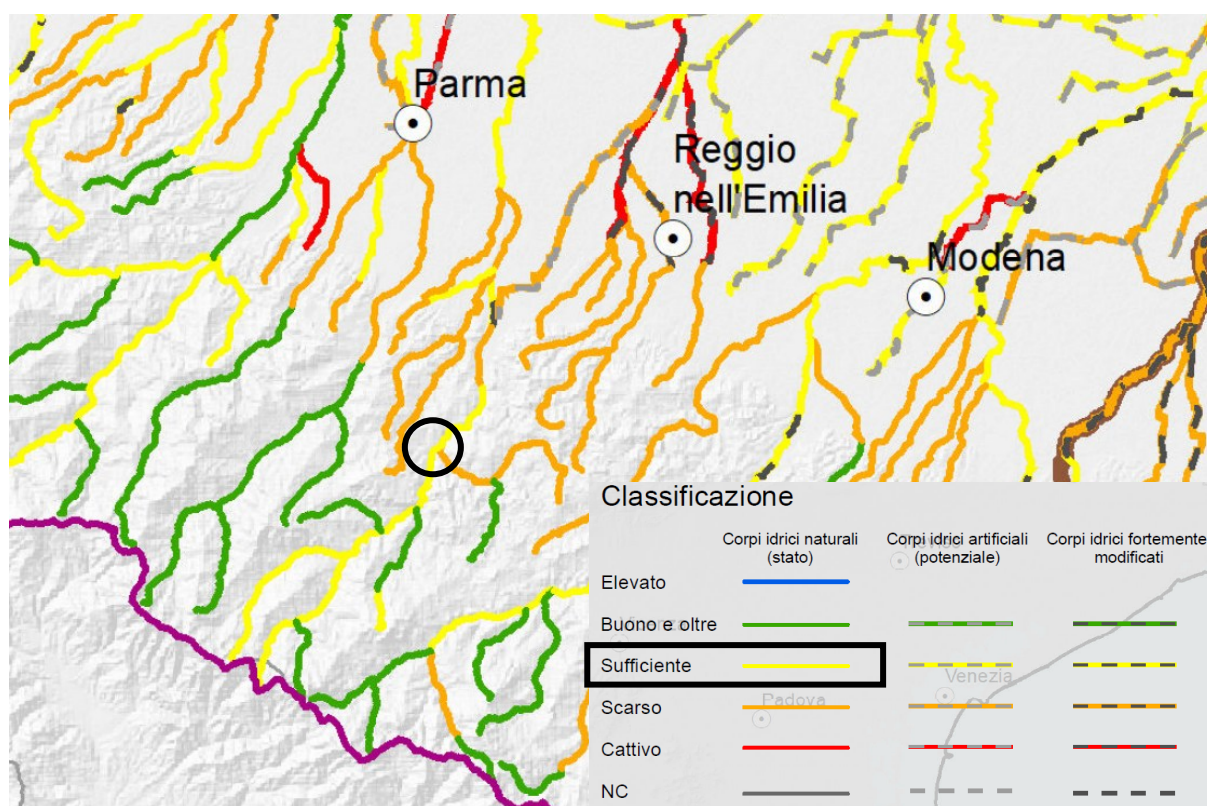 Parma
Reggio
nell'Emilia
Modena
Classificazione
Corpi idrici naturali
(stato)
Corpi idrici artificiali
(potenziale)
Corpi idrici fortemente
modificati
Elevato
Buono e oltre
Sufficiente
Venezia
Scarso
Padova
Cattivo
NC